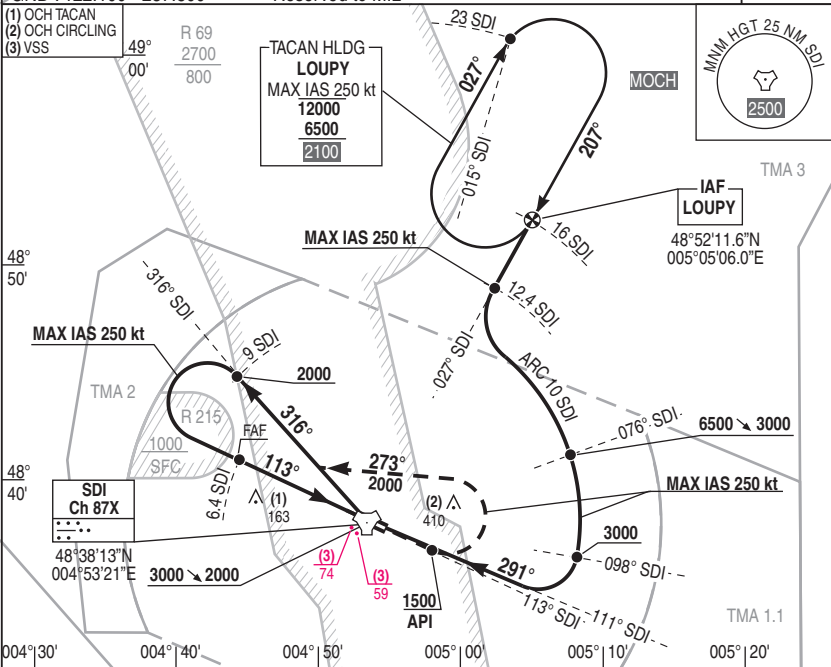 (1) OCH TACAN
(2) OCH CIRCLING
(3) VSS
R 69
2700
800
49°
00'
TACAN HLDG
LOUPY
MAX IAS 250 kt
12000
6500
2100
23 SDI
027°
015° SDI
207°
MOCH
MNM HGT 25 NM SDI
2500
TMA 3
IAF
LOUPY
48°52'11.6"N
005°05'06.0"E
16 SDI
MAX IAS 250 kt
12.4 SDI
027° SDI
48°
50'
316° SDI
MAX IAS 250 kt
9 SDI
2000
ARC 10 SDI
TMA 2
R 215
1000
SFC
FAF
316°
076° SDI
6500 ↘ 3000
48°
40'
113°
273°
2000
MAX IAS 250 kt
6.4 SDI
(1)
163
(2)
410
SDI
Ch 87X
48°38'13"N
004°53'21"E
3000 ↘ 2000
(3)
74
(3)
59
1500
API
291°
3000
098° SDI
113° SDI
111° SDI
TMA 1.1
004°30'
004°40'
004°50'
005°00'
005°10'
005°20'